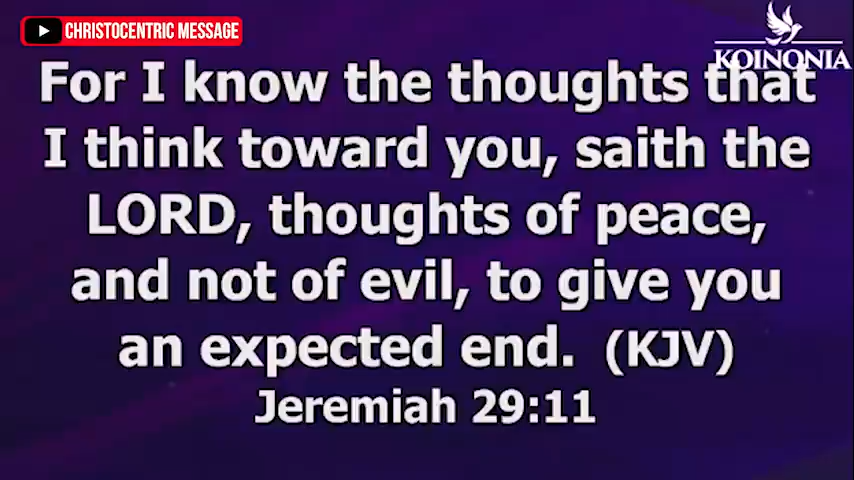 CHRISTOCENTRIC MESSAGE
KOINONIA
For I know the thoughts that
I think toward you, saith the
LORD, thoughts of peace,
and not of evil, to give you
an expected end. (KJV)
Jeremiah 29:11